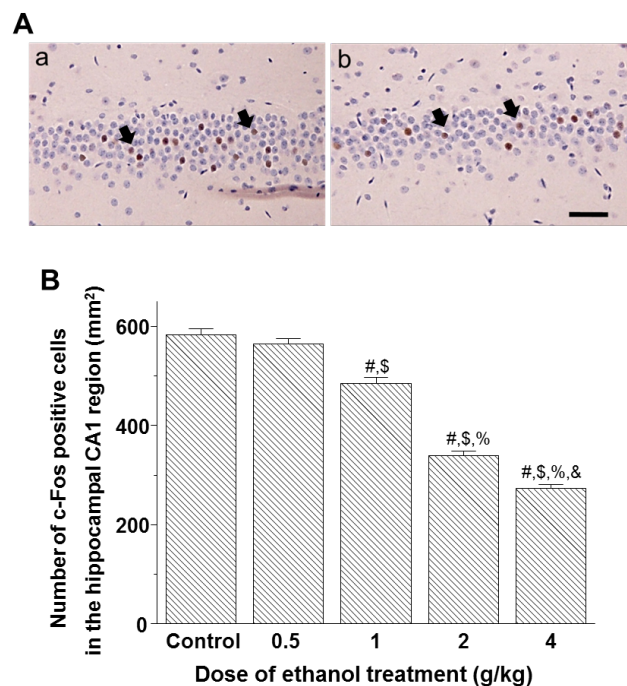 A
a
b
B
Number of c-Fos positive cells
in the hippocampal CA1 region (mm²)
600
400
200
0
#,$
#,$,%
#,$,%,&
Control 0.5 1 2 4
Dose of ethanol treatment (g/kg)